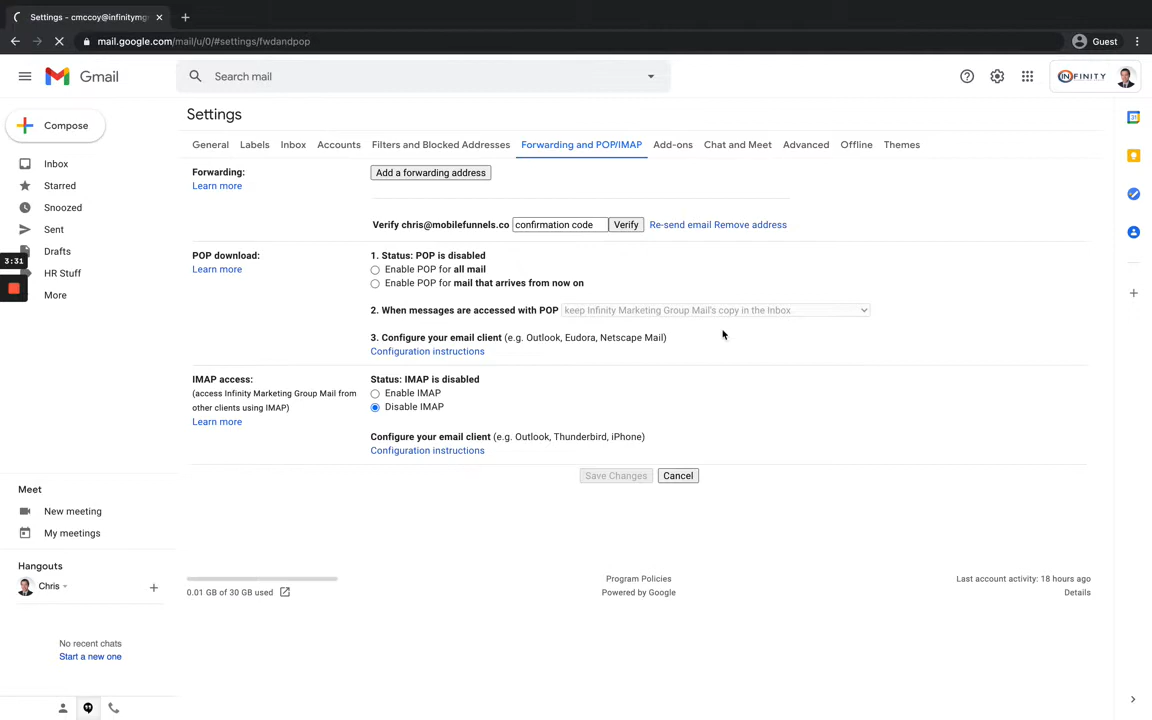 Settings - cmccoy@infinitymg
mail.google.com/mail/u/0/#settings/fwdandpop
Guest
Gmail
Search mail
INFINITY
Compose
Inbox
Starred
Snoozed
Sent
Drafts
HR Stuff
More
3:31
Settings
General
Labels
Inbox
Accounts
Filters and Blocked Addresses
Forwarding and POP/IMAP
Add-ons
Chat and Meet
Advanced
Offline
Themes
Forwarding:
Learn more
Add a forwarding address
Verify chris@mobilefunnels.co confirmation code Verify Re-send email Remove address
POP download:
Learn more
1. Status: POP is disabled
Enable POP for all mail
Enable POP for mail that arrives from now on
2. When messages are accessed with POP keep Infinity Marketing Group Mail's copy in the Inbox
3. Configure your email client (e.g. Outlook, Eudora, Netscape Mail)
Configuration instructions
IMAP access:
(access Infinity Marketing Group Mail from
other clients using IMAP)
Learn more
Status: IMAP is disabled
Enable IMAP
Disable IMAP
Configure your email client (e.g. Outlook, Thunderbird, iPhone)
Configuration instructions
Save Changes
Cancel
Meet
New meeting
My meetings
Hangouts
Chris
No recent chats
Start a new one
0.01 GB of 30 GB used
Program Policies
Powered by Google
Last account activity: 18 hours ago
Details